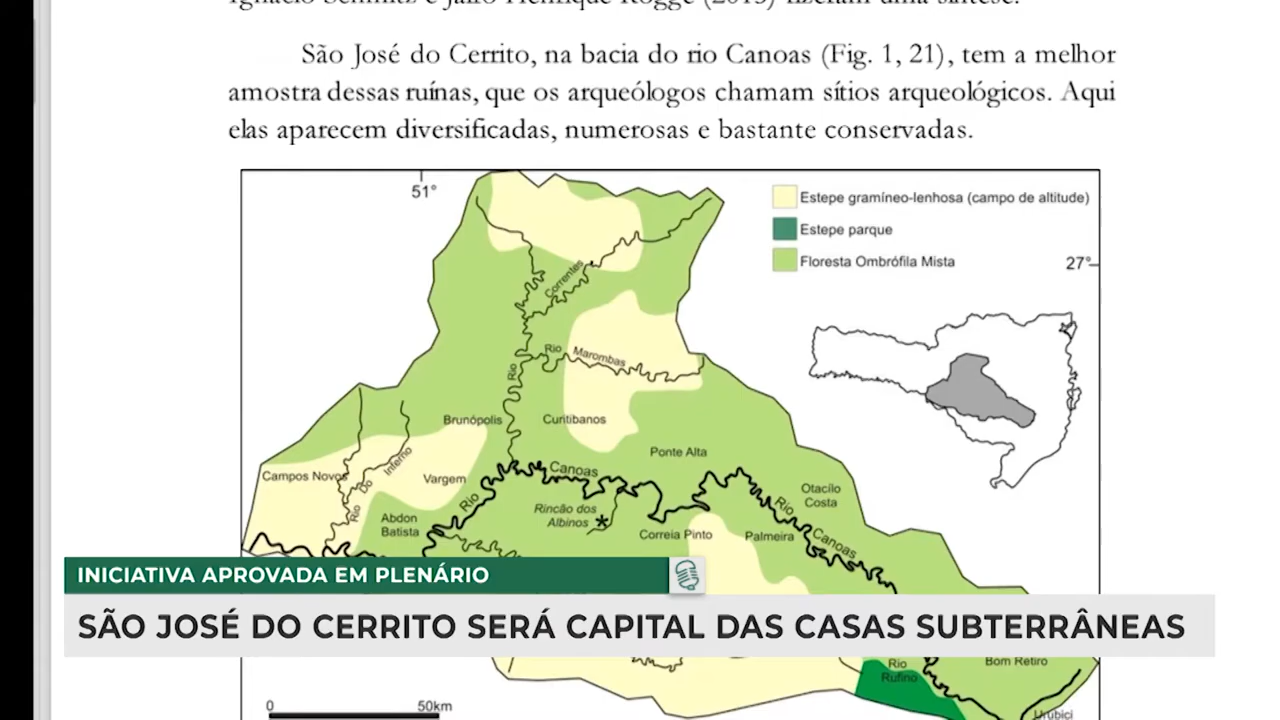 São José do Cerrito, na bacia do rio Canoas (Fig. 1, 21), tem a melhor
amostra dessas ruínas, que os arqueólogos chamam sítios arqueológicos. Aqui
elas aparecem diversificadas, numerosas e bastante conservadas.
51°
Estepe gramíneo-lenhosa (campo de altitude)
Estepe parque
Floresta Ombrófila Mista
27°
Correntes
Rio
Marombas
Rio
Brunópolis
Curitibanos
Ponte Alta
Campos Novos
Rio Do Inferno
Vargem
Rio
Canoas
Otacílo
Costa
Rincão dos
Albinos
Abdon
Batista
Correia Pinto
Palmeira
Rio Canoas
INICIATIVA APROVADA EM PLENÁRIO
SÃO JOSÉ DO CERRITO SERÁ CAPITAL DAS CASAS SUBTERRÂNEAS
Rio
Rufino
Bom Retiro
Urubici
0
50km